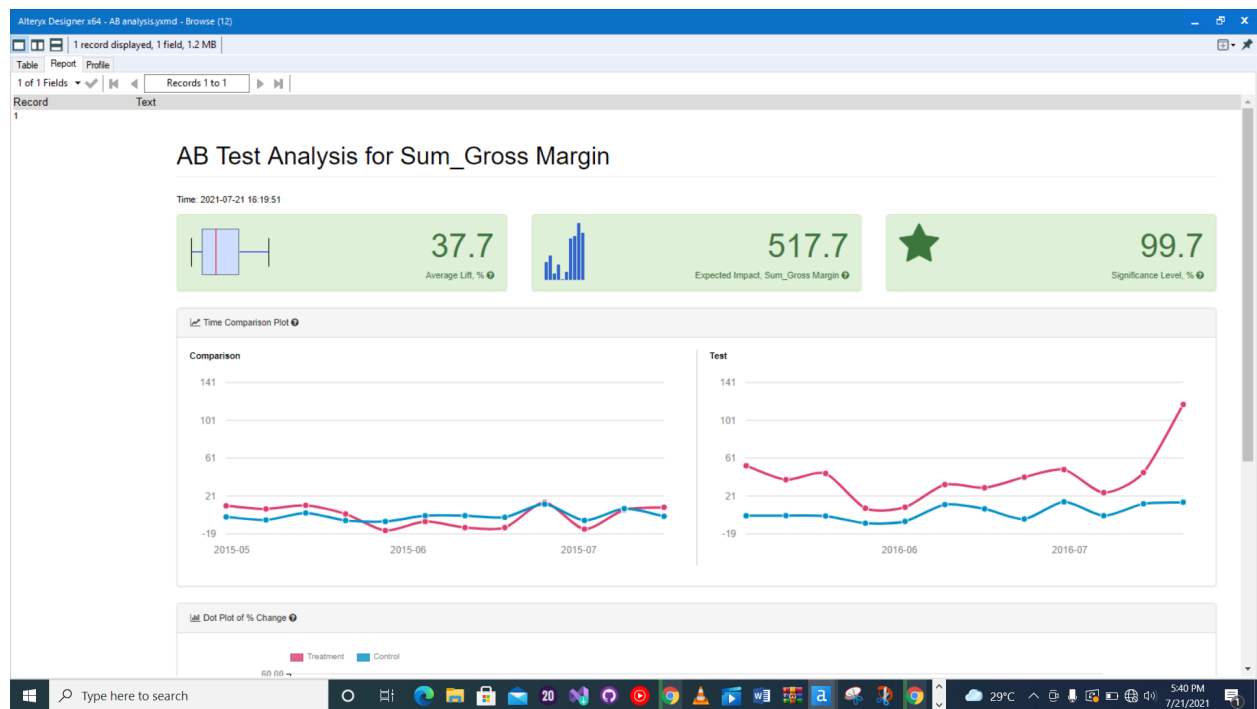 Alteryx Designer x64 - AB analysis.yxmd - Browse (12)
1 record displayed, 1 field, 1.2 MB
Table Report Profile
1 of 1 Fields Records 1 to 1
Record Text
1
AB Test Analysis for Sum_Gross Margin
Time: 2021-07-21 16:19:51
37.7
Average Lift, %
517.7
Expected Impact, Sum_Gross Margin
99.7
Significance Level, %
Time Comparison Plot
Comparison
141
101
61
21
-19
2015-05 2015-06 2015-07
Test
141
101
61
21
-19
2016-06 2016-07
Dot Plot of % Change
Treatment Control
60.00
Type here to search
20
a
29°C
5:40 PM
7/21/2021
1